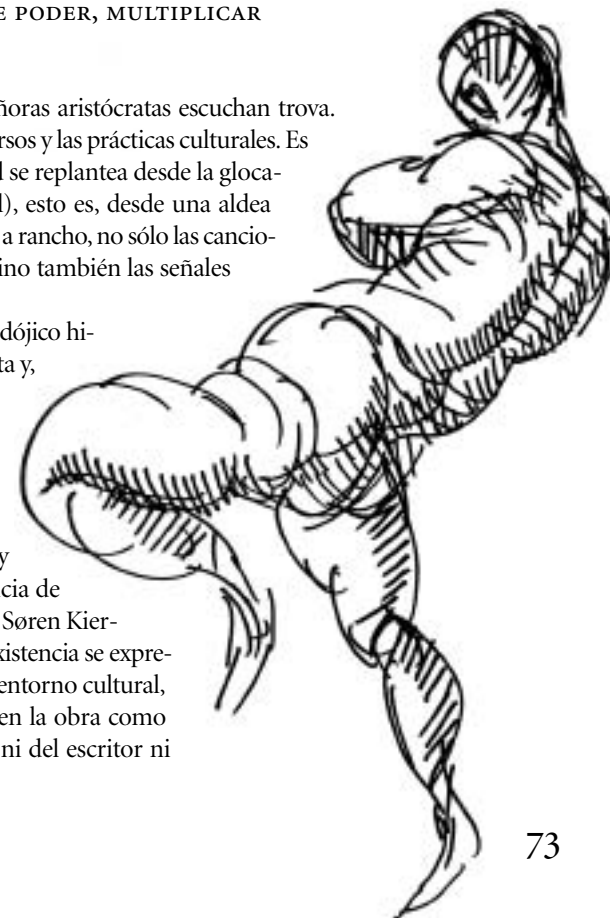 E PODER, MULTIPLICAR
ñoras aristócratas escuchan trova.
rsos y las prácticas culturales. Es
l se replantea desde la gloca-
l), esto es, desde una aldea
a rancho, no sólo las cancio-
ino también las señales
dójico hi-
ta y,
y
cia de
Søren Kier-
xistencia se expre-
entorno cultural,
en la obra como
ni del escritor ni
73